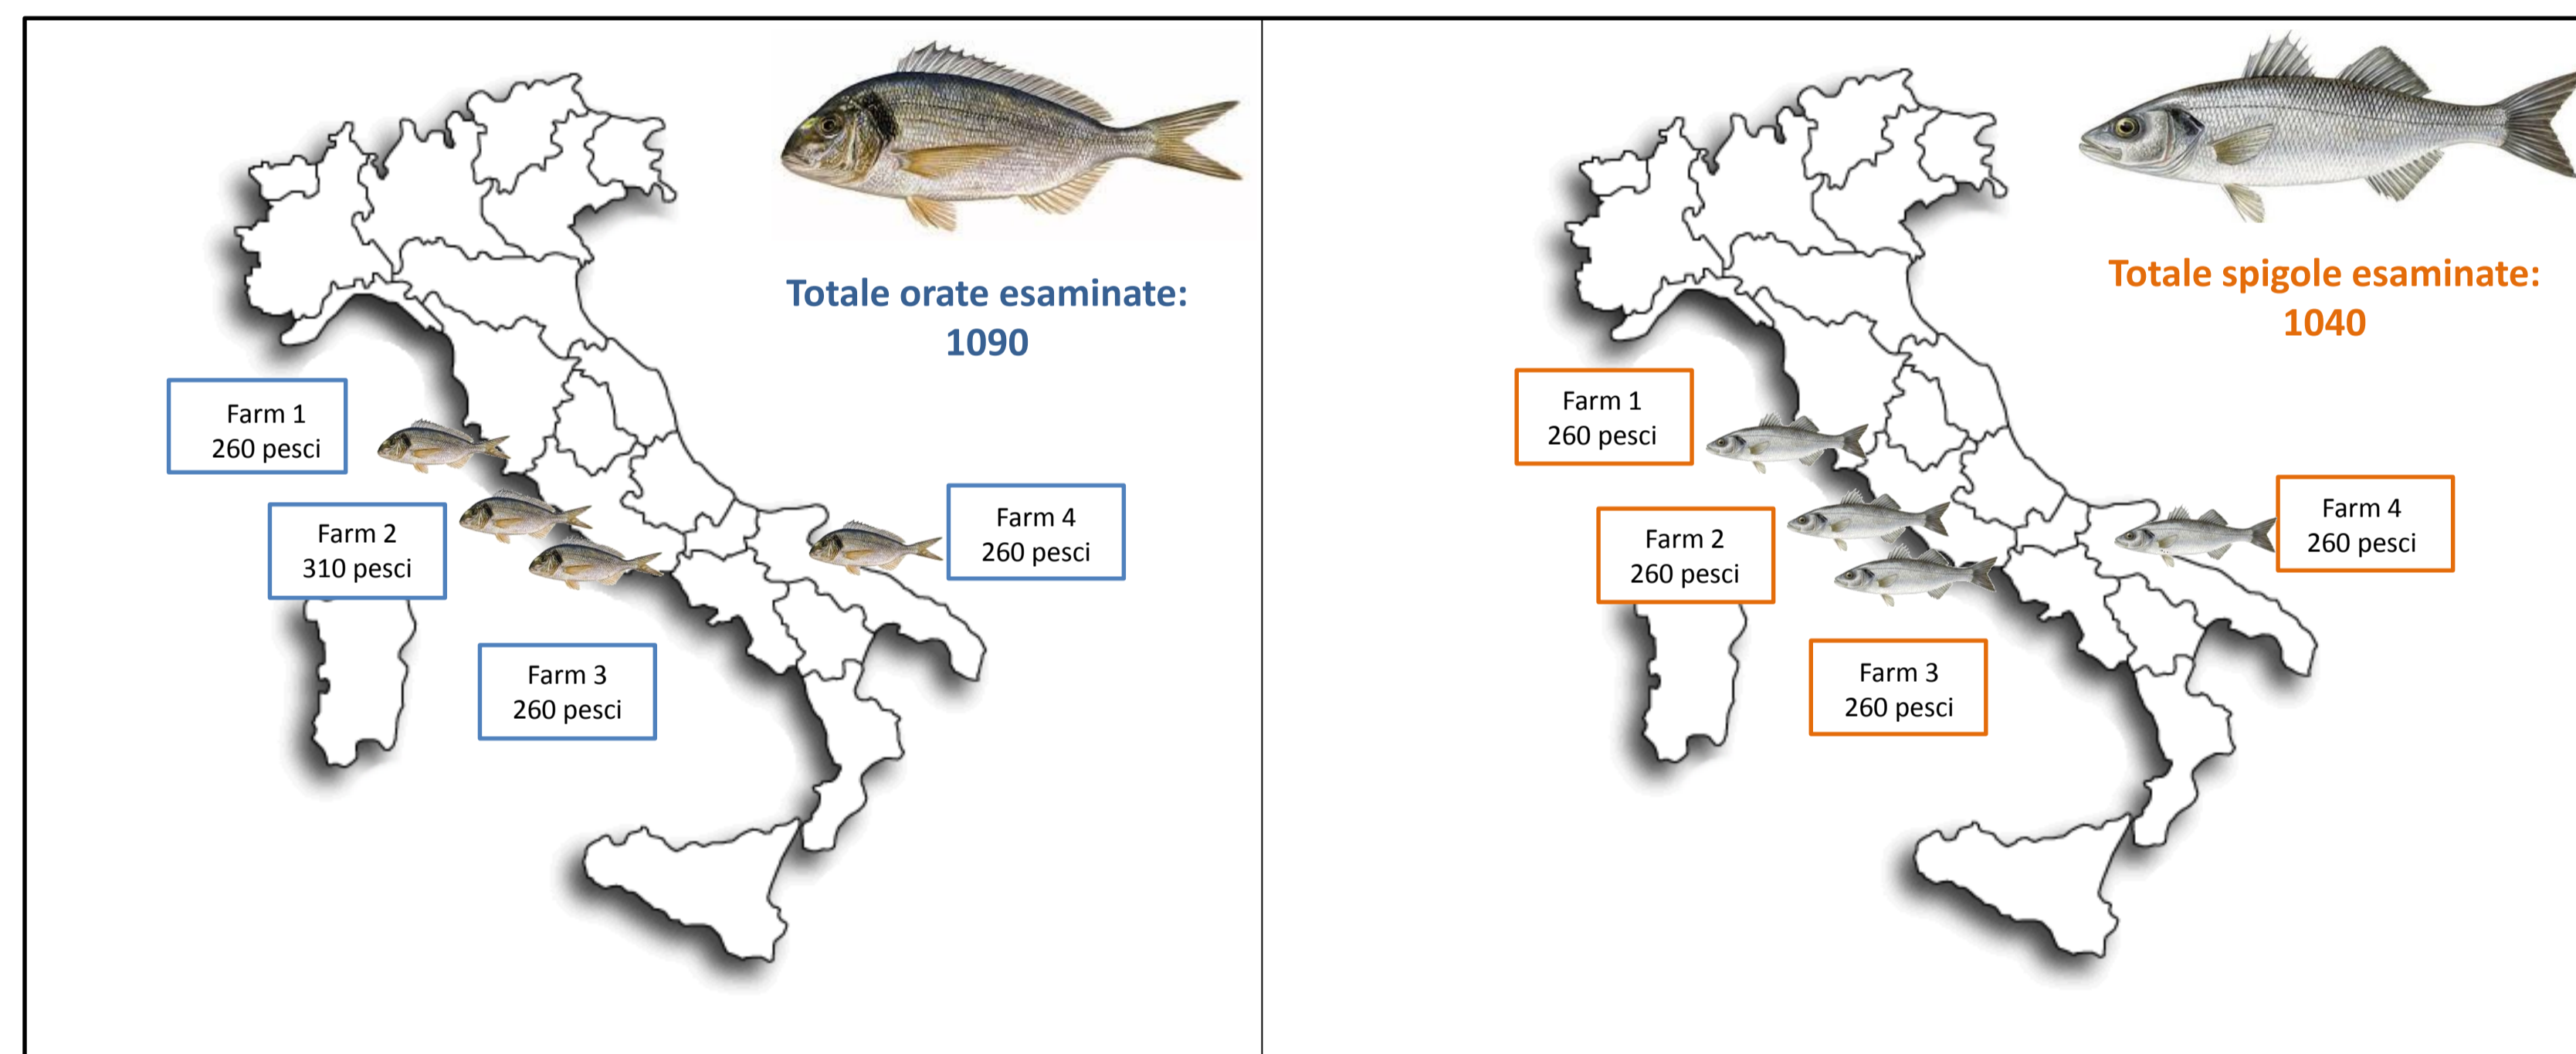 Totale orate esaminate:
1090
Farm 1
260 pesci
Farm 2
310 pesci
Farm 3
260 pesci
Farm 4
260 pesci
Totale spigole esaminate:
1040
Farm 1
260 pesci
Farm 2
260 pesci
Farm 3
260 pesci
Farm 4
260 pesci